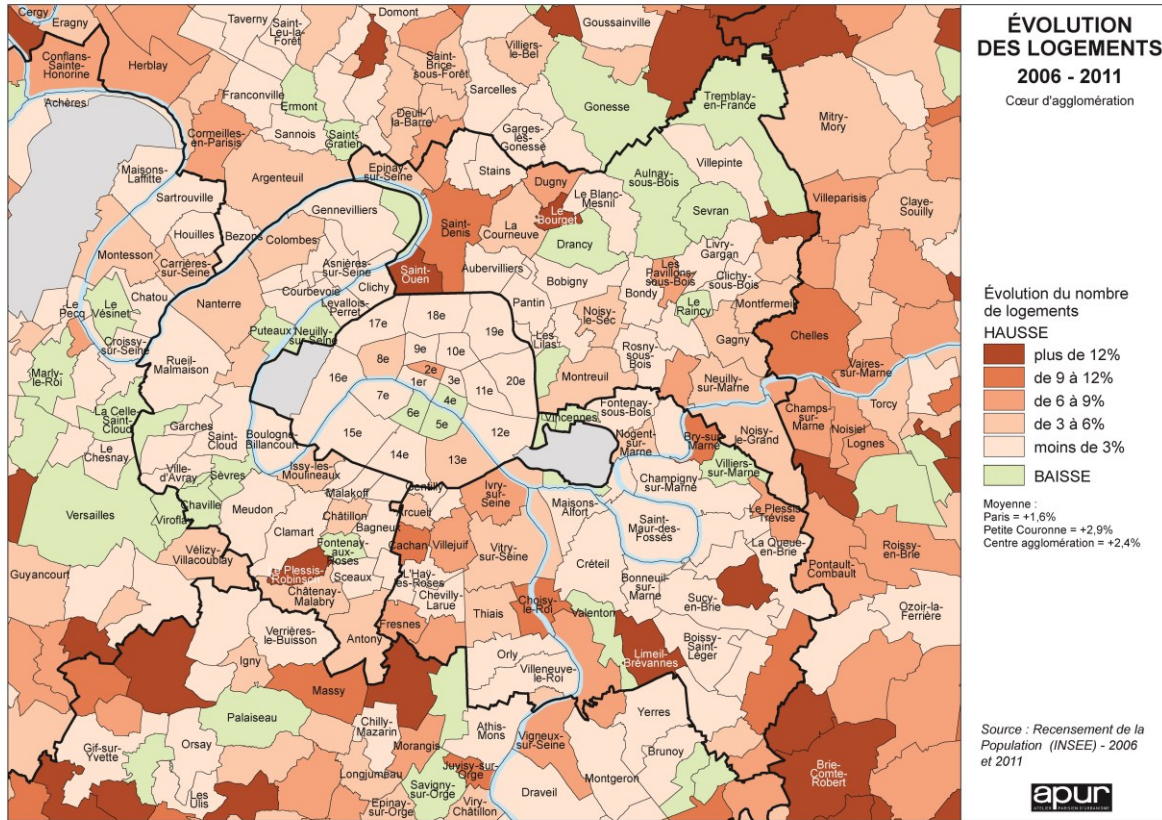 ÉVOLUTION
DES LOGEMENTS
2006 - 2011
Cœur d'agglomération
Évolution du nombre
de logements
HAUSSE
plus de 12%
de 9 à 12%
de 6 à 9%
de 3 à 6%
moins de 3%
BAISSE
Moyenne :
Paris = +1,6%
Petite Couronne = +2,9%
Centre agglomération = +2,4%
Source : Recensement de la
Population (INSEE) - 2006
et 2011
apur
ATELIER PARISIEN D'URBANISME
Cergy
Eragny
Taverny
Saint-
Leu-la-
Forêt
Domont
Goussainville
Conflans-
Sainte-
Honorine
Herblay
Saint-
Brice-
sous-Forêt
Villiers-
le-Bel
Achères
Franconville
Ermont
Sarcelles
Gonesse
Tremblay-
en-France
Mitry-
Mory
Cormeilles-
en-Parisis
Sannois
Saint-
Gratien
Deuil-
la-Barre
Garges-
lès-
Gonesse
Maisons-
Laffitte
Argenteuil
Epinay-
sur-Seine
Stains
Villepinte
Sartrouville
Gennevilliers
Dugny
Le Blanc-
Mesnil
Aulnay-
sous-Bois
Villeparisis
Claye-
Souilly
Houilles
Bezons
Colombes
Saint-
Denis
La
Courneuve
Le
Bourget
Sevran
Montesson
Carrières-
sur-Seine
Asnières-
sur-Seine
Saint-
Ouen
Aubervilliers
Drancy
Livry-
Gargan
Le
Pecq
Le
Vésinet
Chatou
Nanterre
Courbevoie
Clichy
Levallois-
Perret
Bobigny
Les
Pavillons-
sous-Bois
Clichy-
sous-Bois
Croissy-
sur-Seine
Puteaux
Neuilly-
sur-Seine
Pantin
Bondy
Noisy-
le-Sec
Le
Raincy
Montfermeil
Chelles
Marly-
le-Roi
Rueil-
Malmaison
17e
18e
19e
Les
Lilas
Rosny-
sous-
Bois
Gagny
Vaires-
sur-Marne
8e
9e
10e
2e
16e
1er
3e
11e
20e
Montreuil
Neuilly-
sur-Marne
Torcy
7e
4e
6e
5e
La Celle-
Saint-
Cloud
Garches
Saint-
Cloud
Boulogne-
Billancourt
15e
14e
13e
12e
Vincennes
Fontenay-
sous-Bois
Champs-
sur-Marne
Noisiel
Lognes
Le
Chesnay
Ville-
d'Avray
Sèvres
Issy-les-
Moulineaux
Nogent-
sur-Marne
Bry-sur-
Marne
Noisy-
le-Grand
Versailles
Viroflay
Chaville
Meudon
Malakoff
Gentilly
Ivry-
sur-
Seine
Maisons-
Alfort
Champigny-
sur-Marne
Villiers-
sur-Marne
Clamart
Châtillon
Bagneux
Arcueil
Saint-
Maur-des-
Fossés
Le Plessis-
Trévise
Vélizy-
Villacoublay
Fontenay-
aux-
Roses
Cachan
Villejuif
Vitry-
sur-Seine
La Queue-
en-Brie
Roissy-
en-Brie
Guyancourt
Le Plessis-
Robinson
Sceaux
L'Haÿ-
les-Roses
Créteil
Pontault-
Combault
Châtenay-
Malabry
Chevilly-
Larue
Choisy-
le-Roi
Bonneuil-
sur-
Marne
Sucy-
en-Brie
Ozoir-la-
Ferrière
Verrières-
le-Buisson
Antony
Fresnes
Thiais
Valenton
Limeil-
Brévannes
Boissy-
Saint-
Léger
Igny
Orly
Villeneuve-
le-Roi
Massy
Palaiseau
Chilly-
Mazarin
Athis-
Mons
Yerres
Gif-sur-
Yvette
Orsay
Morangis
Vigneux-
sur-Seine
Brunoy
Brie-
Comte-
Robert
Les
Ulis
Longjumeau
Juvisy-sur-
Orge
Savigny-
sur-Orge
Montgeron
Epinay-
sur-Orge
Viry-
Châtillon
Draveil